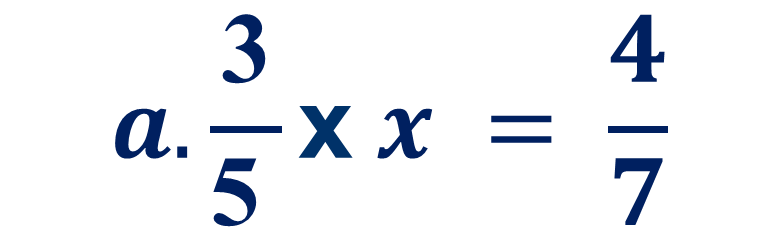 a. 3/5 x x = 4/7